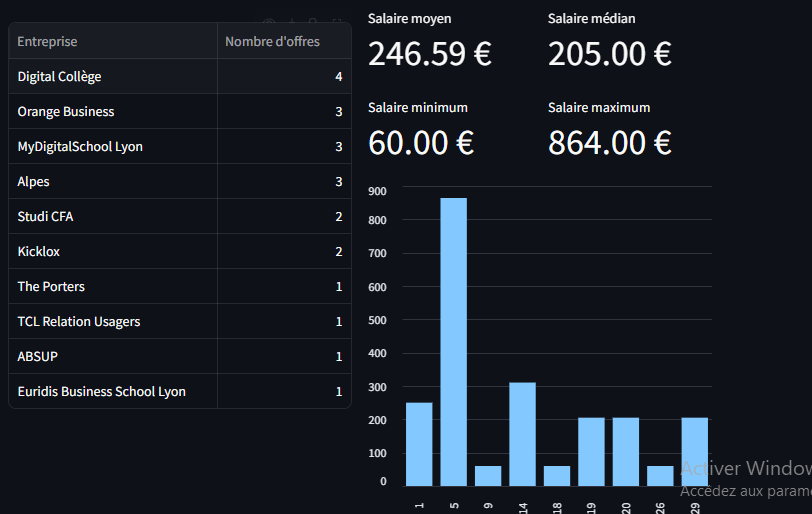 Entreprise Nombre d'offres
Digital Collège 4
Orange Business 3
MyDigitalSchool Lyon 3
Alpes 3
Studi CFA 2
Kicklox 2
The Porters 1
TCL Relation Usagers 1
ABSUP 1
Euridis Business School Lyon 1
Salaire moyen
246.59 €
Salaire médian
205.00 €
Salaire minimum
60.00 €
Salaire maximum
864.00 €
900
800
700
600
500
400
300
200
100
0
1 5 9 14 18 19 20 26 29
Activer Window
Accédez aux param